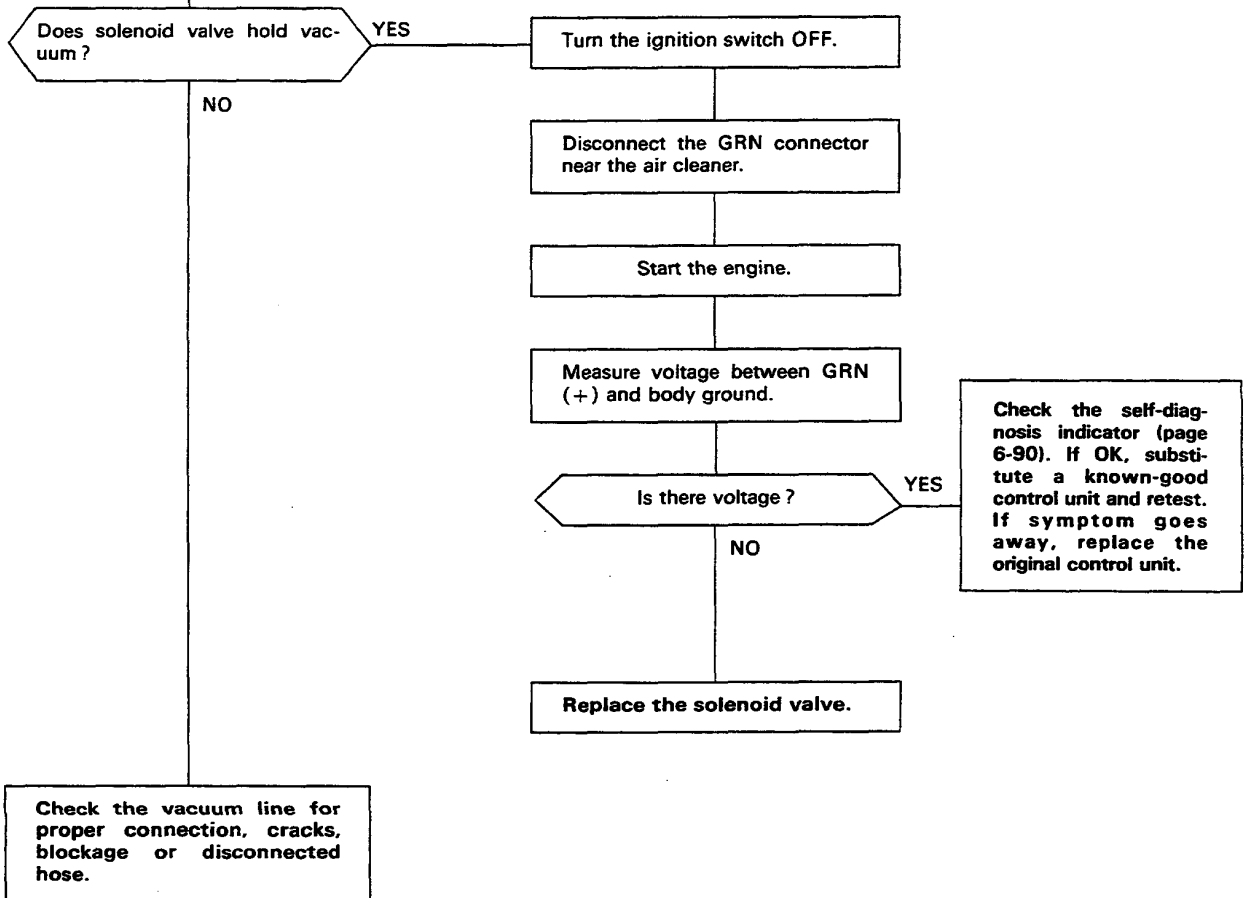 Does solenoid valve hold vac-
uum ?
YES
NO
Turn the ignition switch OFF.
Disconnect the GRN connector
near the air cleaner.
Start the engine.
Measure voltage between GRN
(+) and body ground.
Is there voltage ?
YES
NO
Check the self-diag-
nosis indicator (page
6-90). If OK, substi-
tute a known-good
control unit and retest.
If symptom goes
away, replace the
original control unit.
Replace the solenoid valve.
Check the vacuum line for
proper connection, cracks,
blockage or disconnected
hose.